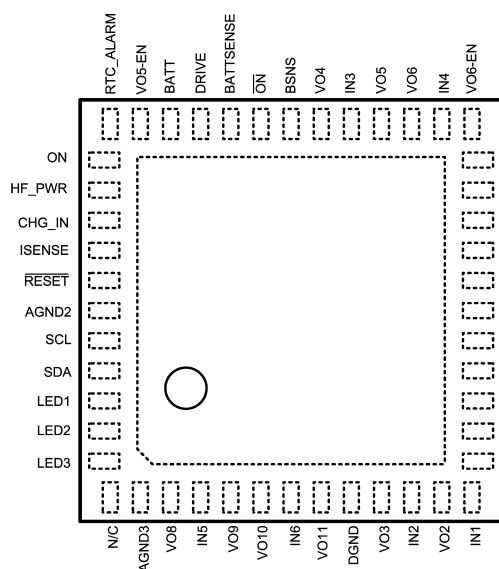 RTC_ALARM
VO5-EN
BATT
DRIVE
BATTSENSE
ON
BSNS
VO4
IN3
VO5
VO6
IN4
VO6-EN
ON
HF_PWR
CHG_IN
ISENSE
RESET
AGND2
SCL
SDA
LED1
LED2
LED3
N/C
AGND3
VO8
IN5
VO9
VO10
IN6
VO11
DGND
VO3
IN2
VO2
IN1